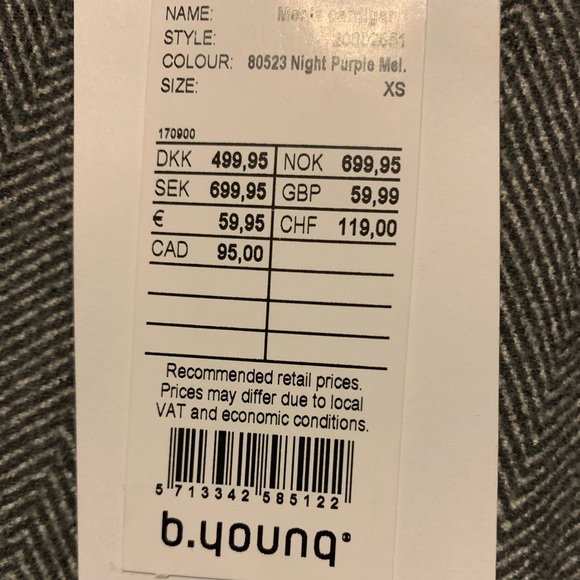 NAME: cardigan
STYLE:
COLOUR: 80523 Night Purple Mel.
SIZE: XS
170900
DKK 499,95 NOK 699,95
SEK 699,95 GBP 59,99
€ 59,95 CHF 119,00
CAD 95,00
Recommended retail prices.
Prices may differ due to local
VAT and economic conditions.
5 713342 585122
b.young